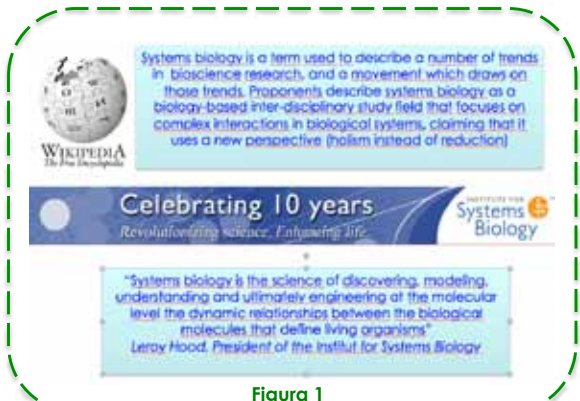 Systems biology is a term used to describe a number of trends
in bioscience research, and a movement which draws on
those trends. Proponents describe systems biology as a
biology-based inter-disciplinary study field that focuses on
complex interactions in biological systems, claiming that it
uses a new perspective (holism instead of reduction)
WIKIPEDIA
The Free Encyclopedia
Celebrating 10 years
Revolutionizing science. Enhancing life.
INSTITUTE FOR
Systems
Biology
"Systems biology is the science of discovering, modeling,
understanding and ultimately engineering at the molecular
level the dynamic relationships between the biological
molecules that define living organisms"
Leroy Hood, President of the Institut for Systems Biology
Figura 1